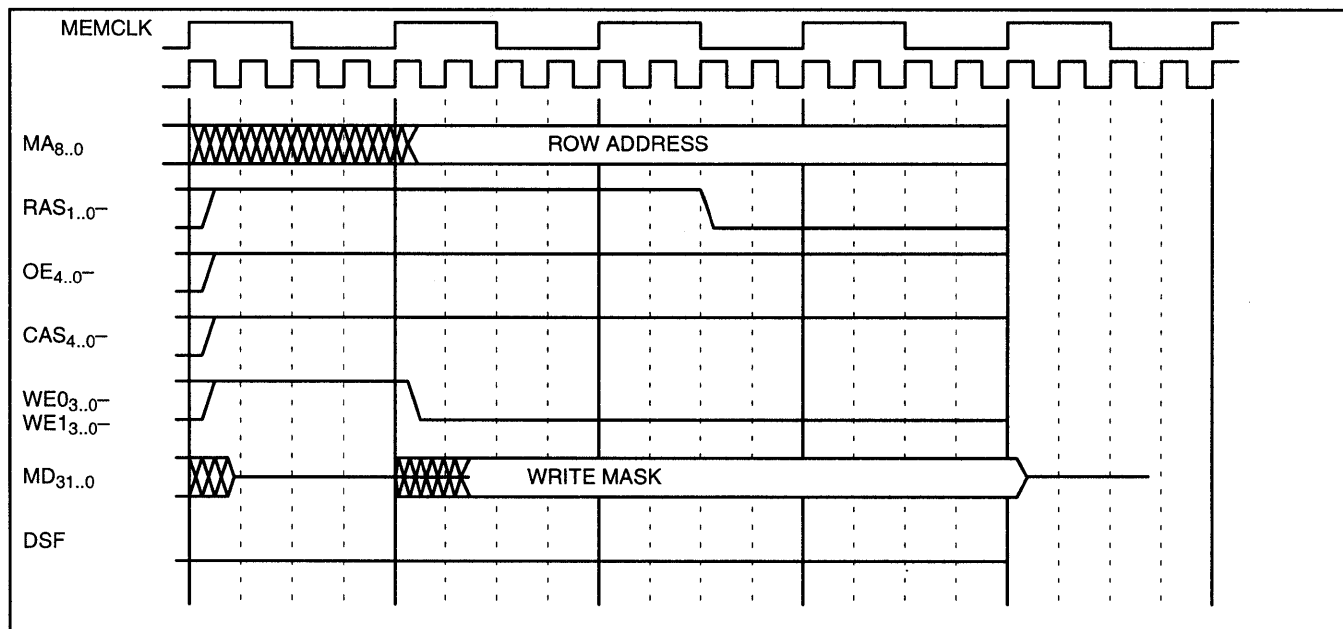 MEMCLK
MA8..0
ROW ADDRESS
RAS1..0–
OE4..0–
CAS4..0–
WE03..0–
WE13..0–
MD31..0
WRITE MASK
DSF